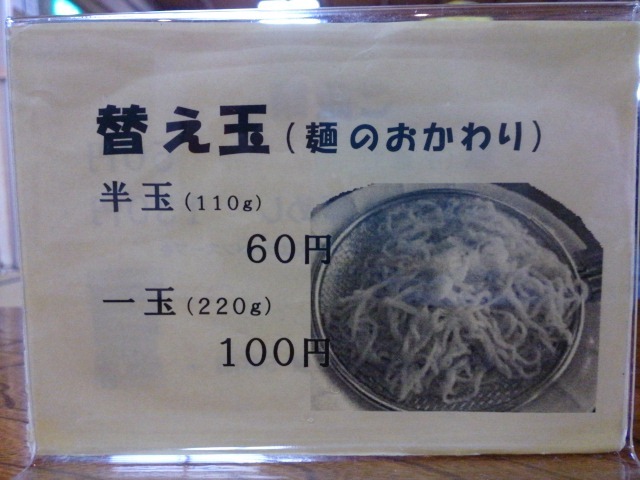 替え玉(麺のおかわり)
半玉(110g)
60円
一玉(220g)
100円